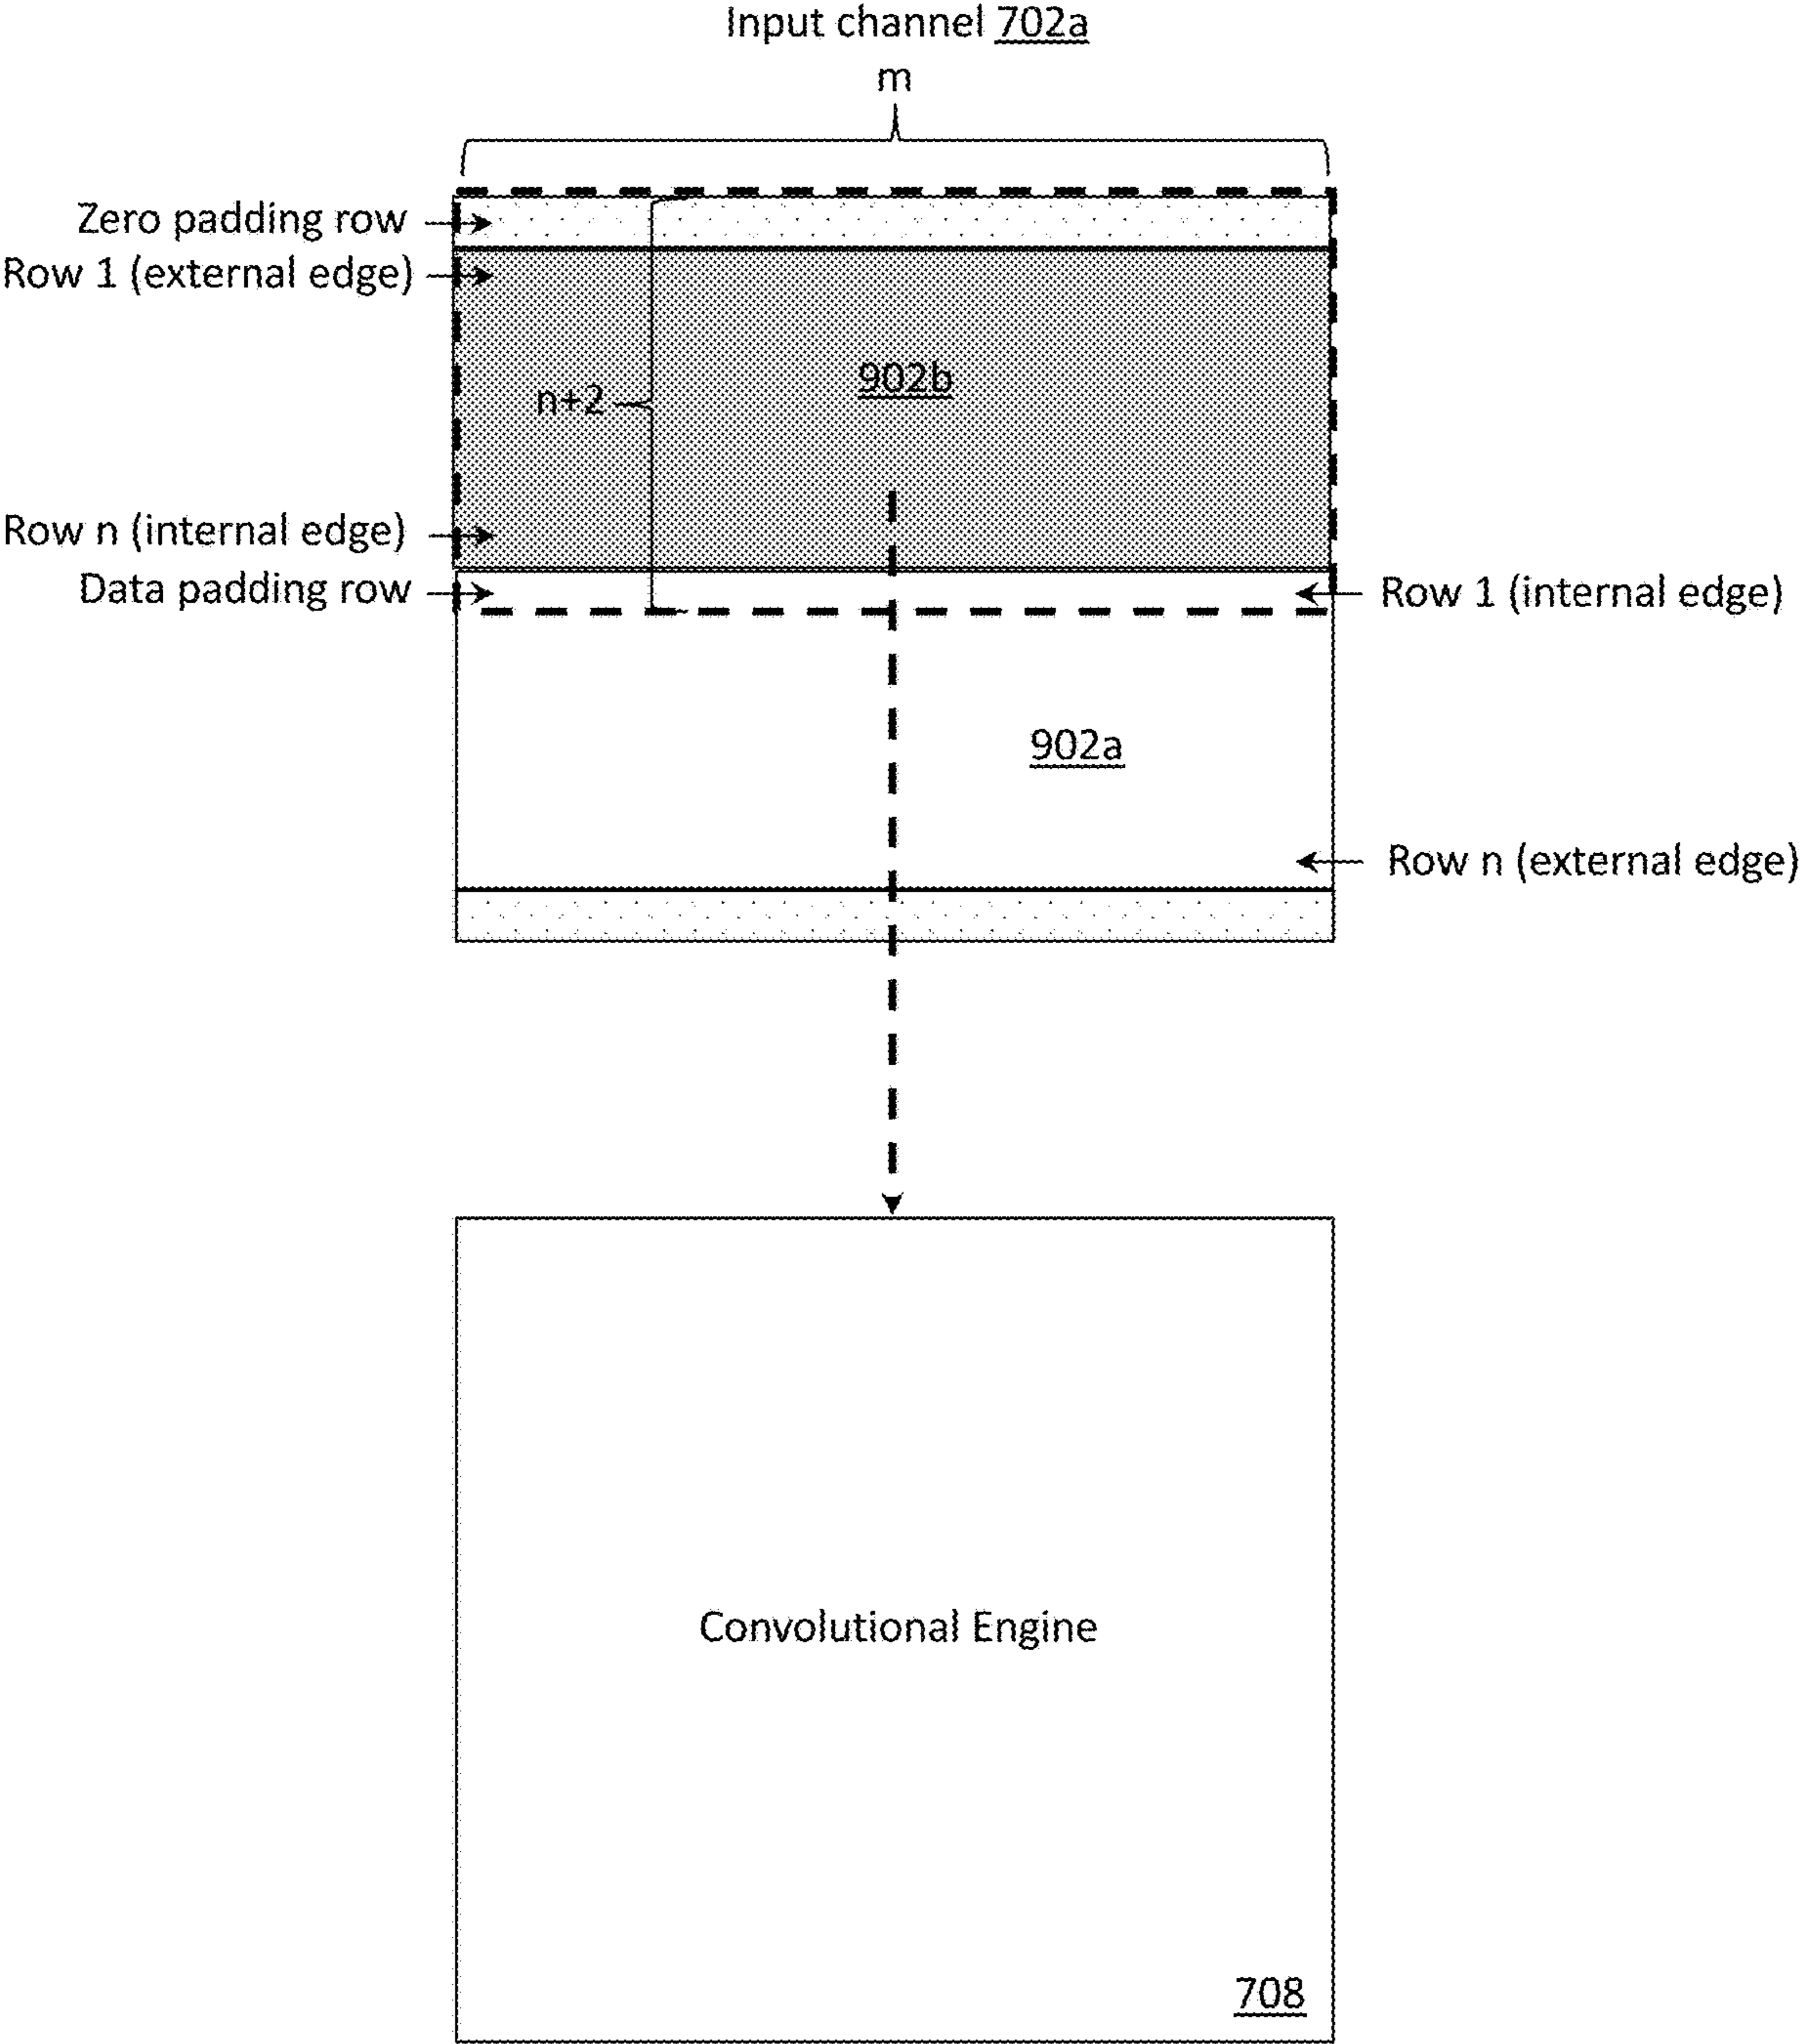 Input channel 702a
m
Zero padding row
Row 1 (external edge)
902b
n+2
Row n (internal edge)
Data padding row
Row 1 (internal edge)
902a
Row n (external edge)
Convolutional Engine
708